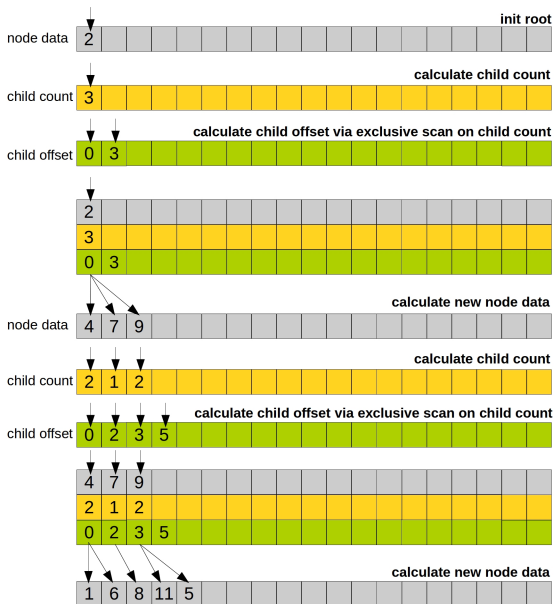 init root
node data 2
calculate child count
child count 3
calculate child offset via exclusive scan on child count
child offset 0 3
2
3
0 3
calculate new node data
node data 4 7 9
calculate child count
child count 2 1 2
calculate child offset via exclusive scan on child count
child offset 0 2 3 5
4 7 9
2 1 2
0 2 3 5
calculate new node data
1 6 8 11 5